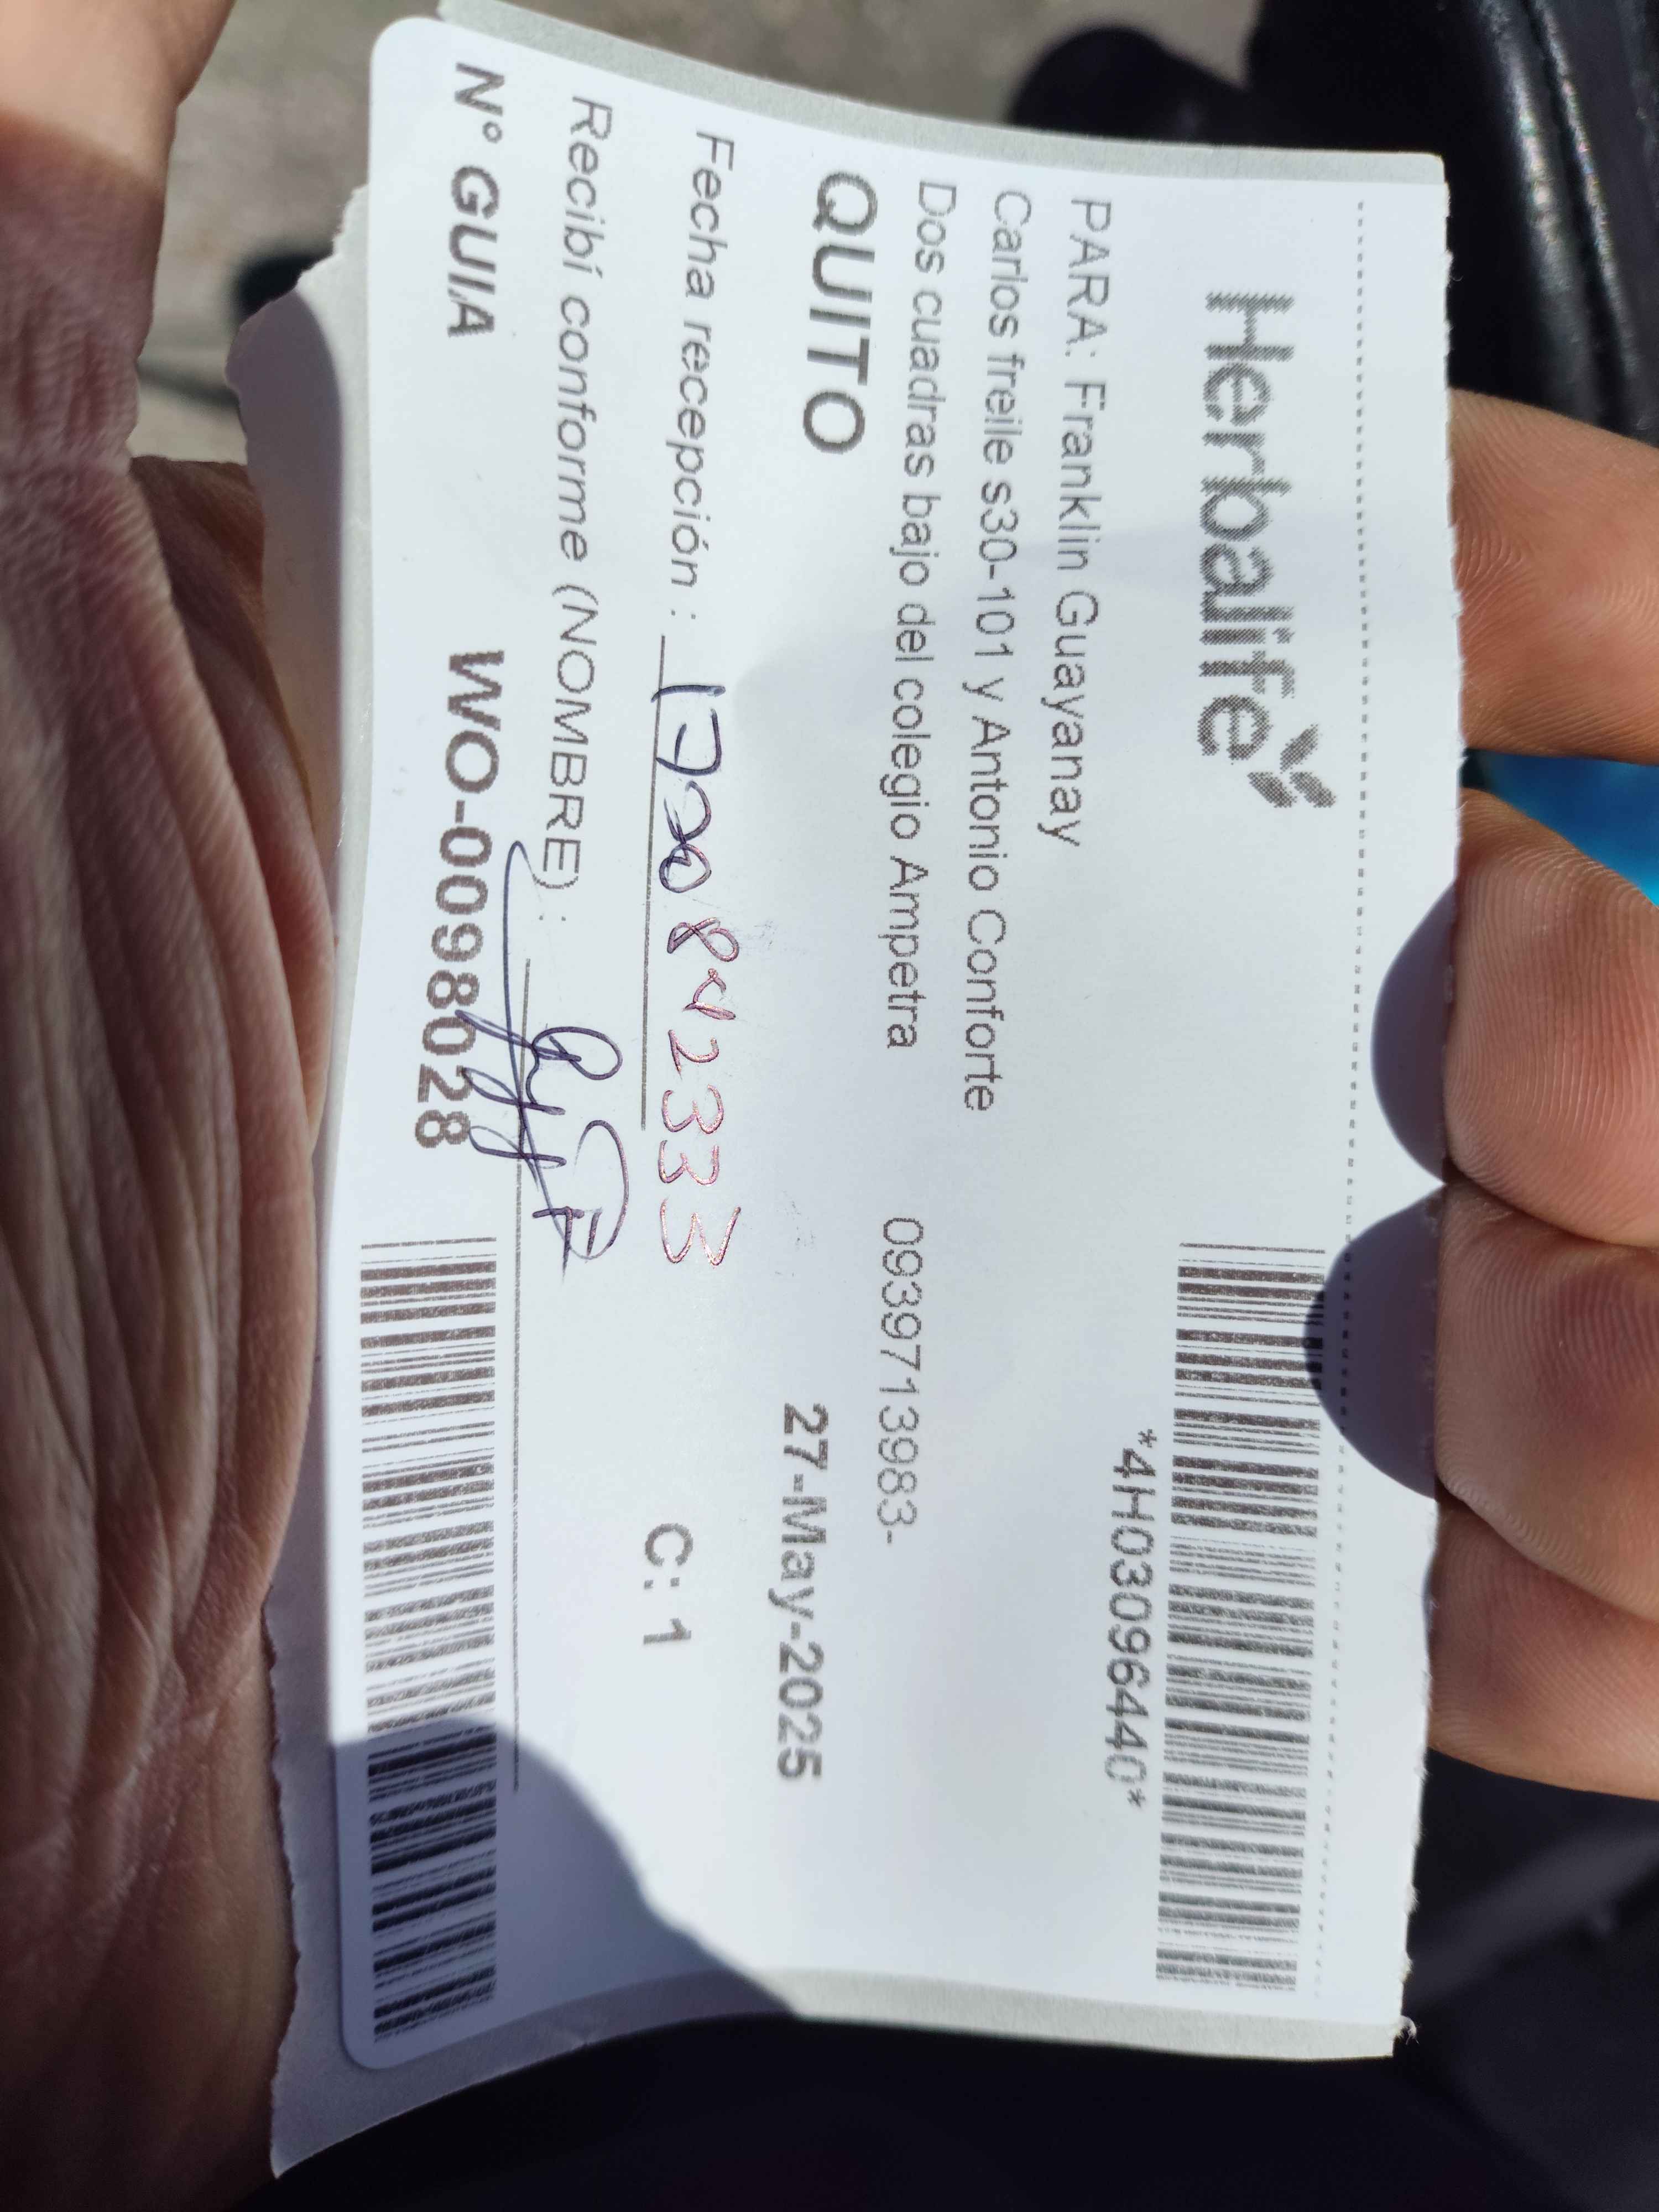 Herbalife
*4H03096440*
PARA: Franklin Guayanay
Carlos freile s30-101 y Antonio Conforte
Dos cuadras bajo del colegio Ampetra 0939713983-
QUITO 27-May-2025
Fecha recepción : C: 1
Recibí conforme (NOMBRE) :
N° GUIA WO-00980028